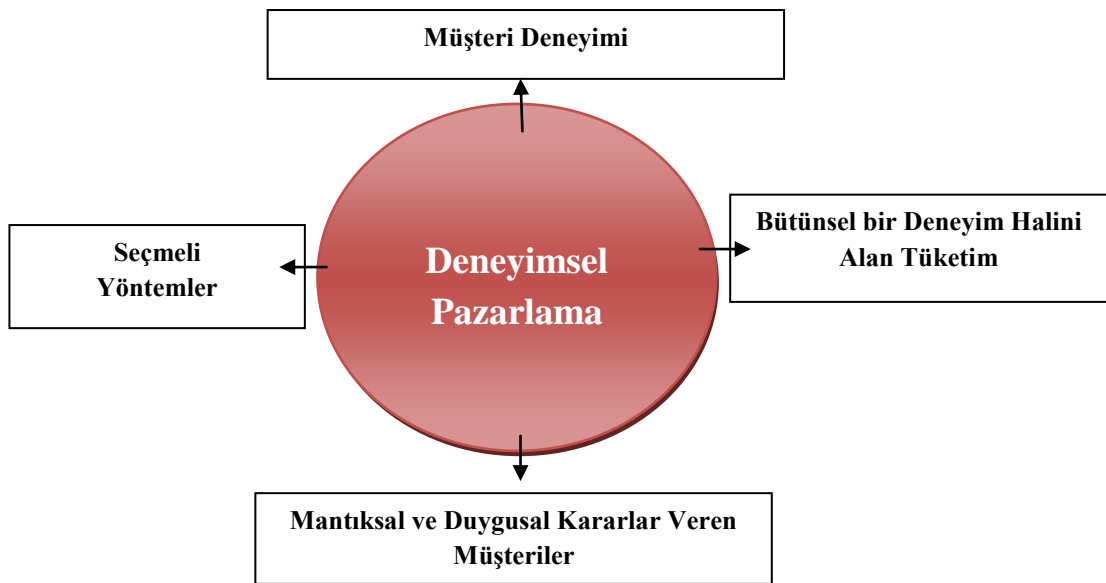 Müşteri Deneyimi
Seçmeli
Yöntemler
Deneyimsel
Pazarlama
Bütünsel bir Deneyim Halini
Alan Tüketim
Mantıksal ve Duygusal Kararlar Veren
Müşteriler